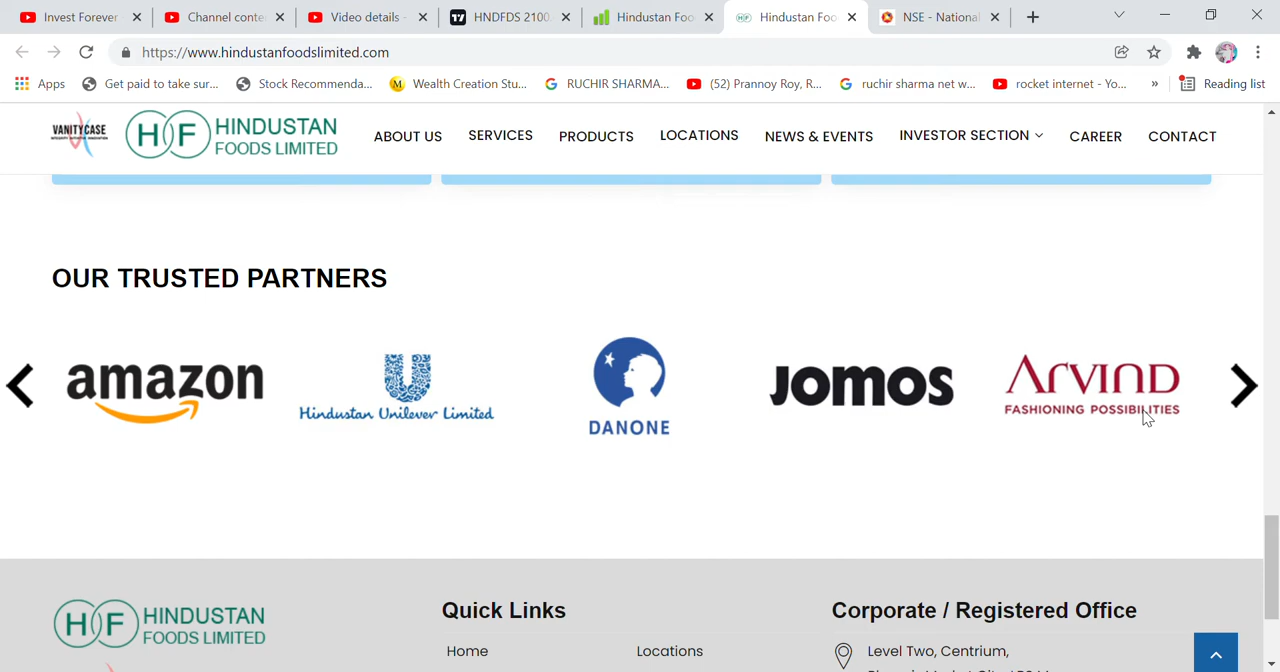 Invest Forever
Channel conte
Video details -
HNDFDS 2100.
Hindustan Foo
Hindustan Foo
NSE - National
https://www.hindustanfoodslimited.com
Apps
Get paid to take sur...
Stock Recommenda...
Wealth Creation Stu...
RUCHIR SHARMA...
(52) Prannoy Roy, R...
ruchir sharma net w...
rocket internet - Yo...
»
Reading list
VANITYCASE
HF HINDUSTAN
FOODS LIMITED
ABOUT US
SERVICES
PRODUCTS
LOCATIONS
NEWS & EVENTS
INVESTOR SECTION
CAREER
CONTACT
OUR TRUSTED PARTNERS
amazon
Hindustan Unilever Limited
DANONE
JOMOS
ARVIND
FASHIONING POSSIBILITIES
HF HINDUSTAN
FOODS LIMITED
Quick Links
Home
Locations
Corporate / Registered Office
Level Two, Centrium,